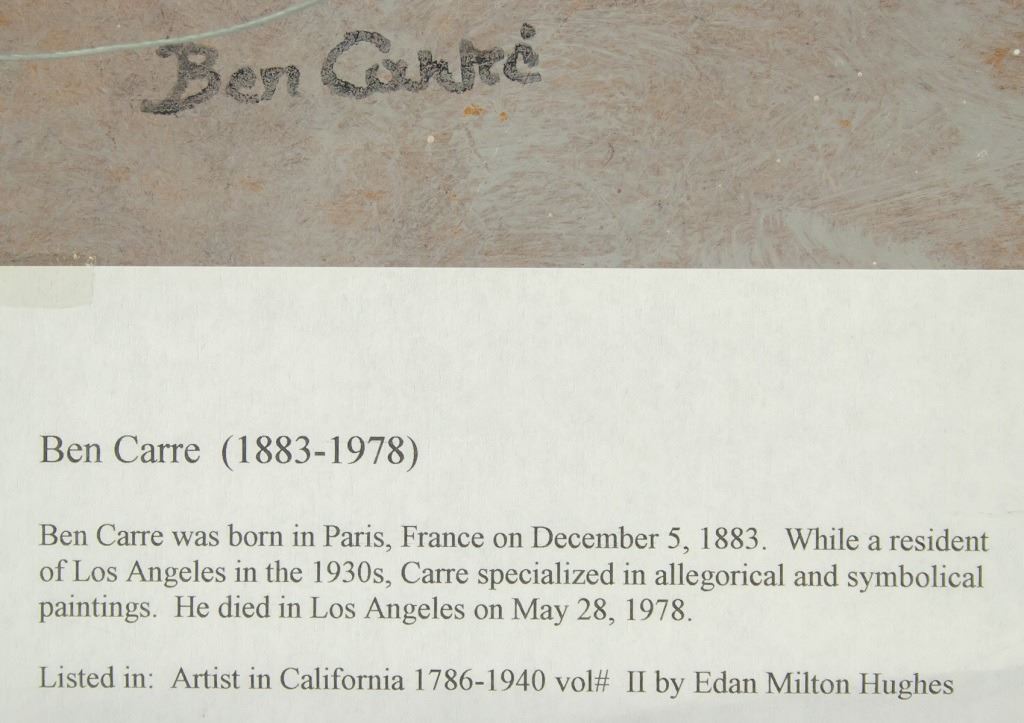 Ben Carré
Ben Carre (1883-1978)
Ben Carre was born in Paris, France on December 5, 1883. While a resident
of Los Angeles in the 1930s, Carre specialized in allegorical and symbolical
paintings. He died in Los Angeles on May 28, 1978.
Listed in: Artist in California 1786-1940 vol# II by Edan Milton Hughes